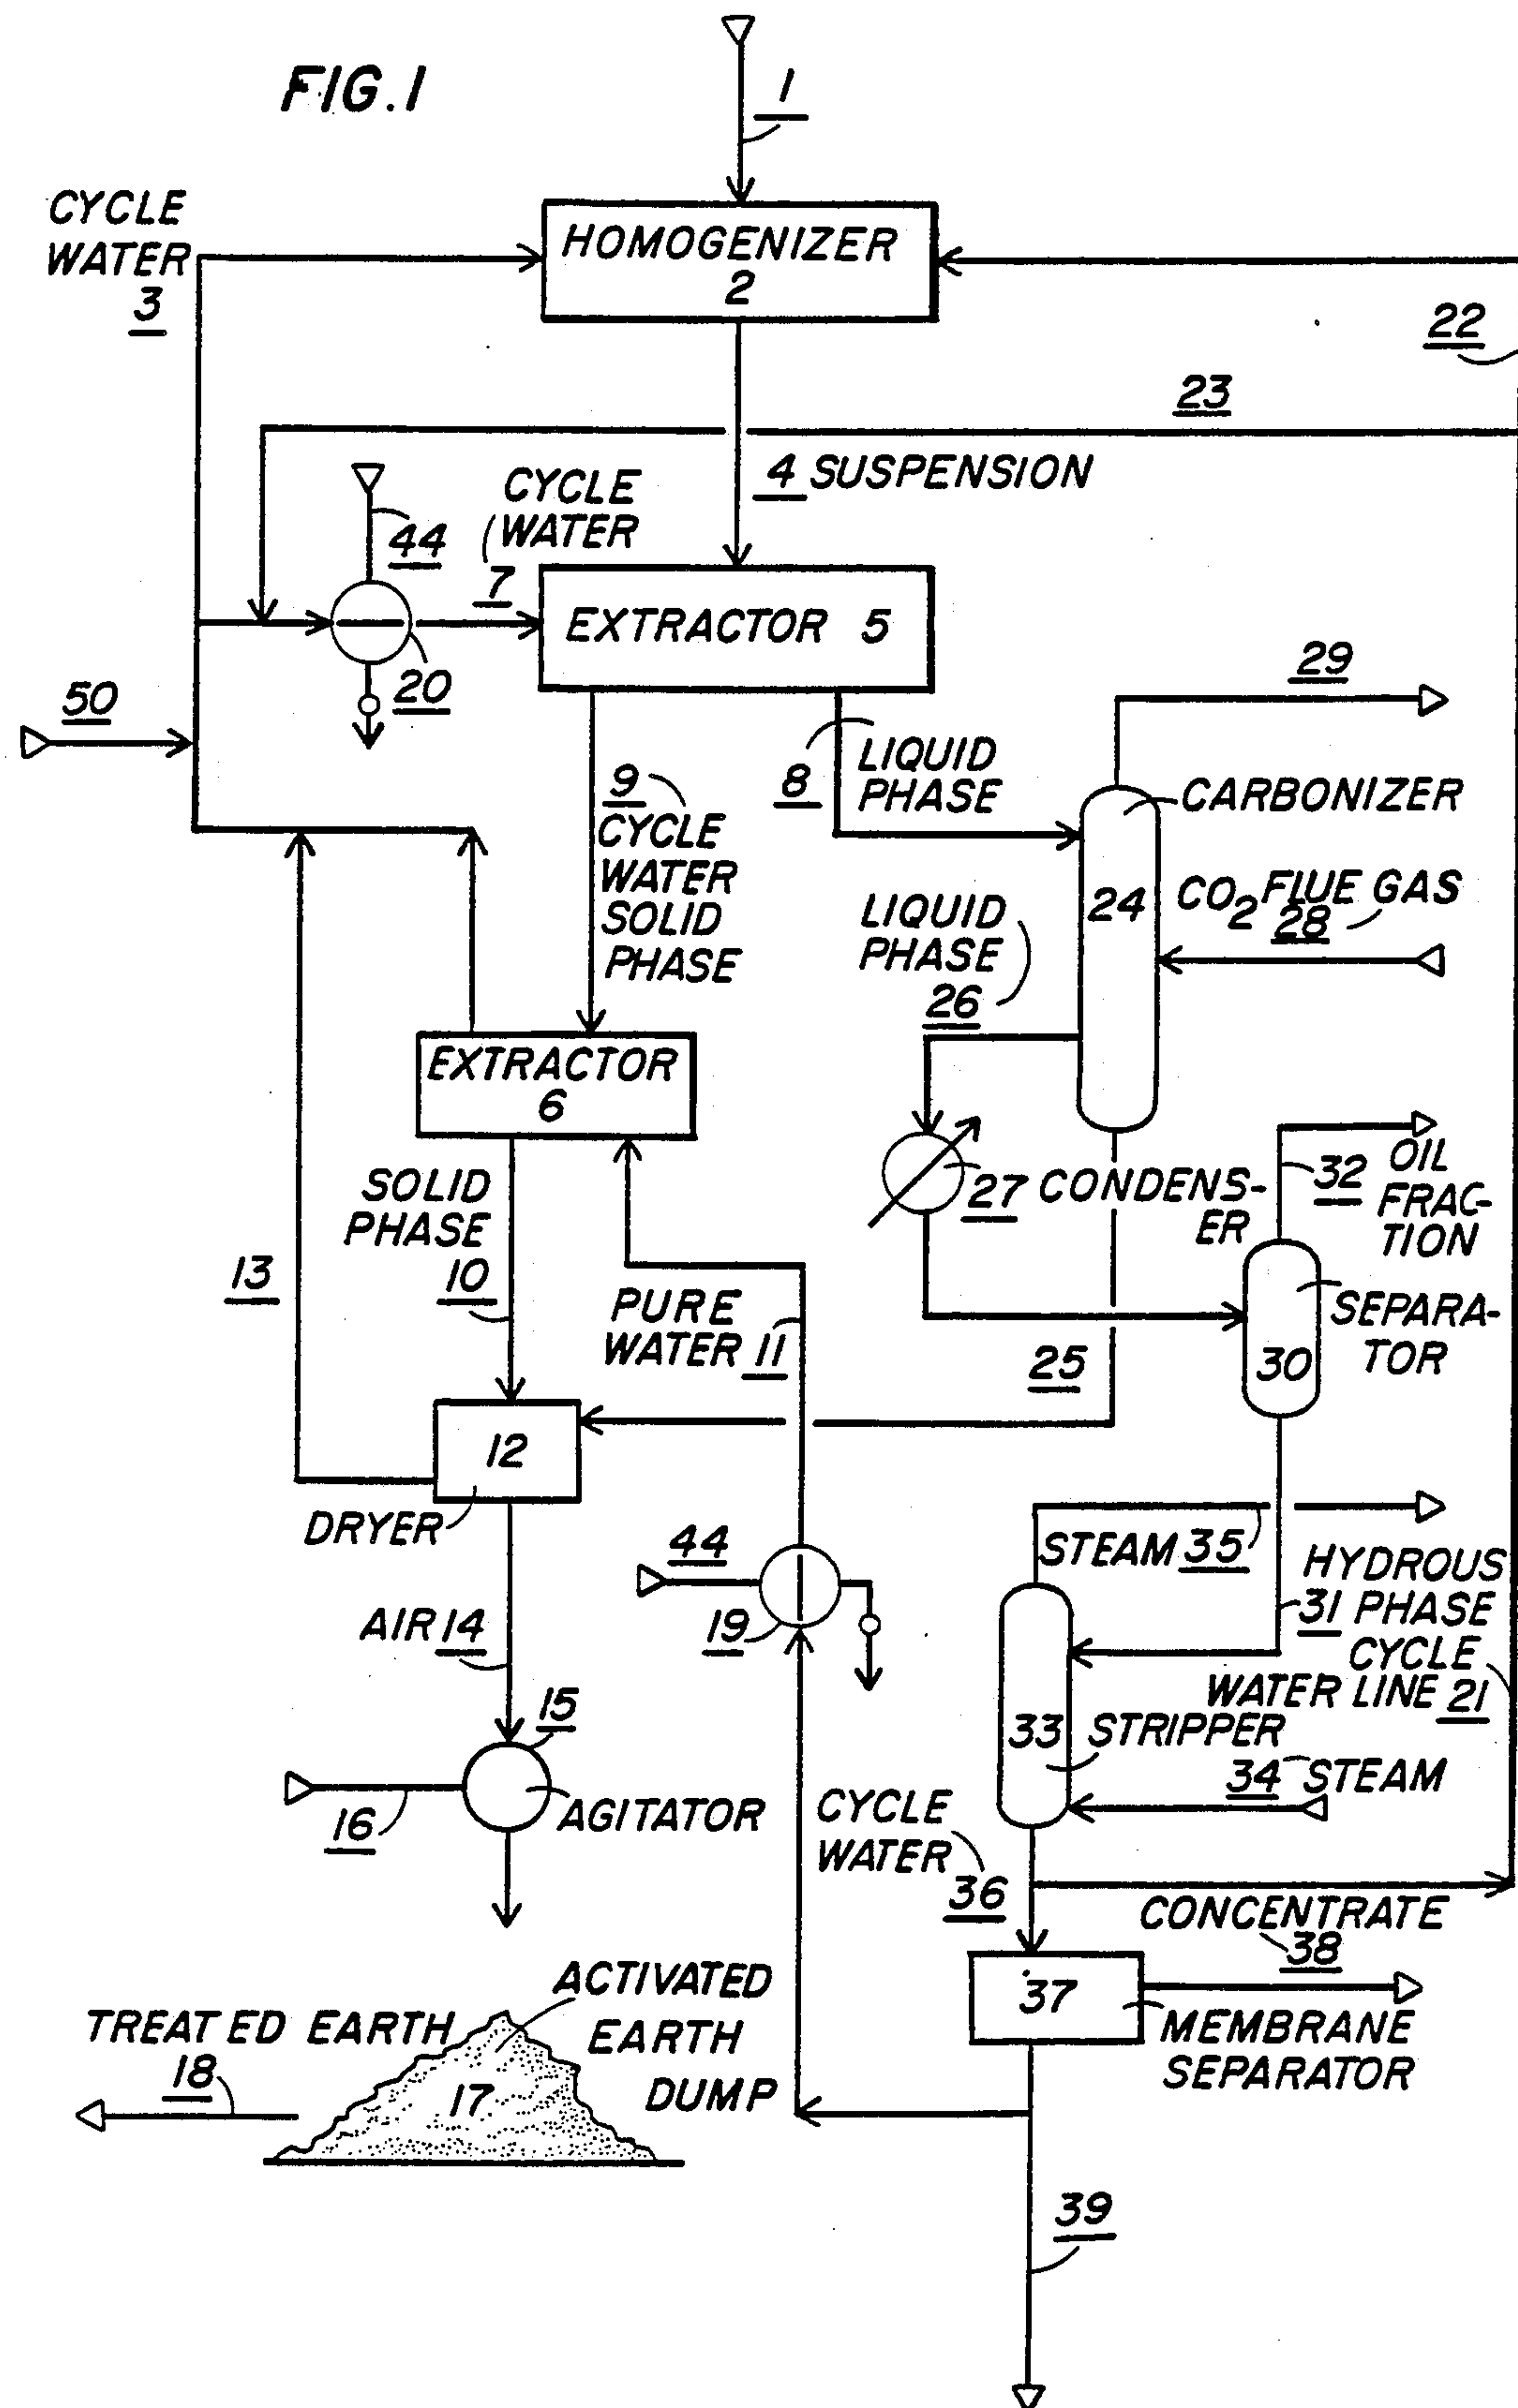 FIG. 1
1
CYCLE
WATER
3
HOMOGENIZER
2
22
23
4 SUSPENSION
CYCLE
WATER
7
44
EXTRACTOR 5
20
50
29
8
LIQUID
PHASE
CARBONIZER
9
CYCLE
WATER
SOLID
PHASE
24
CO2 FLUE GAS
28
LIQUID
PHASE
26
EXTRACTOR
6
27 CONDENS-
ER
32 OIL
FRAC-
TION
SOLID
PHASE
10
13
PURE
WATER 11
25
SEPARA-
TOR
30
12
DRYER
44
19
STEAM 35
HYDROUS
31 PHASE
CYCLE
WATER LINE 21
AIR 14
15
33 STRIPPER
34 STEAM
16
AGITATOR
CYCLE
WATER
36
CONCENTRATE
38
37
MEMBRANE
SEPARATOR
ACTIVATED
EARTH
DUMP
TREATED EARTH
18
17
39